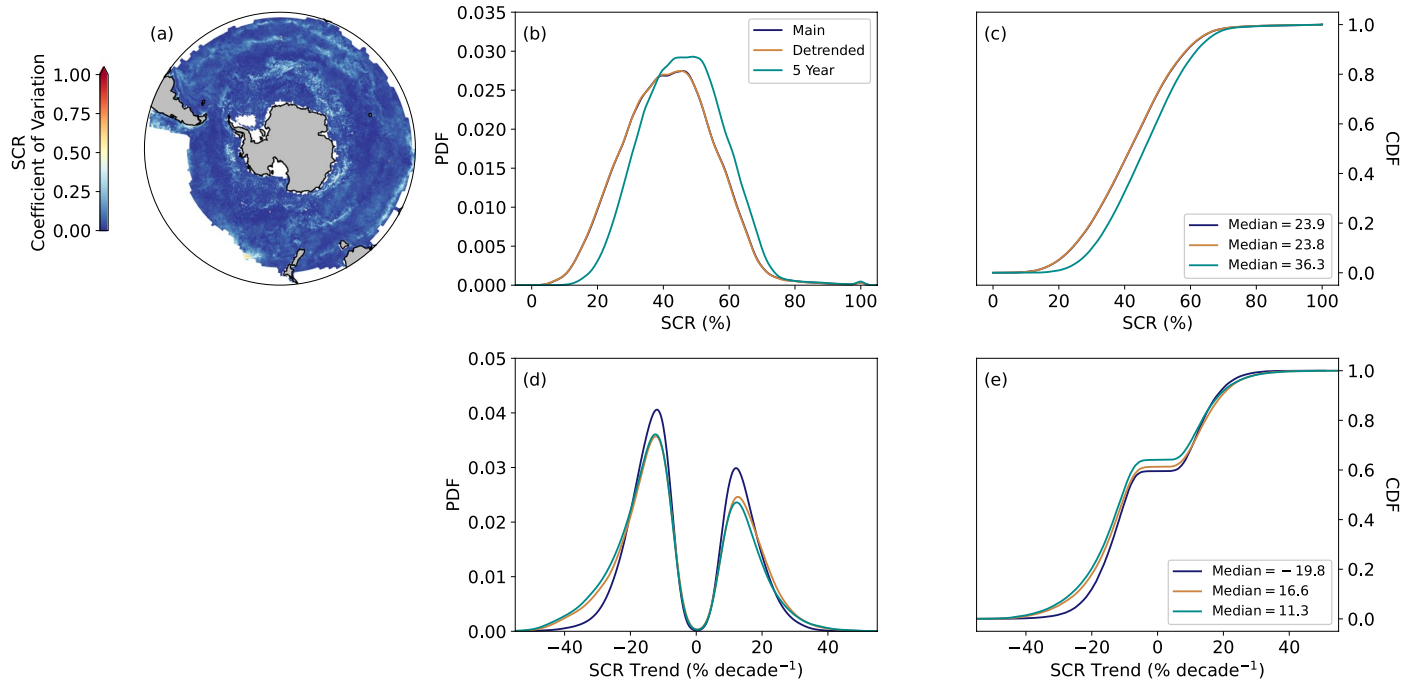 (a)
SCR
Coefficient of Variation
1.00
0.75
0.50
0.25
0.00
(b)
Main
Detrended
5 Year
0.035
0.030
0.025
0.020
0.015
0.010
0.005
0.000
PDF
0 20 40 60 80 100
SCR (%)
(c)
1.0
0.8
0.6
0.4
0.2
0.0
CDF
Median = 23.9
Median = 23.8
Median = 36.3
0 20 40 60 80 100
SCR (%)
(d)
0.05
0.04
0.03
0.02
0.01
0.00
PDF
−40 −20 0 20 40
SCR Trend (% decade⁻¹)
(e)
1.0
0.8
0.6
0.4
0.2
0.0
CDF
Median = −19.8
Median = 16.6
Median = 11.3
−40 −20 0 20 40
SCR Trend (% decade⁻¹)